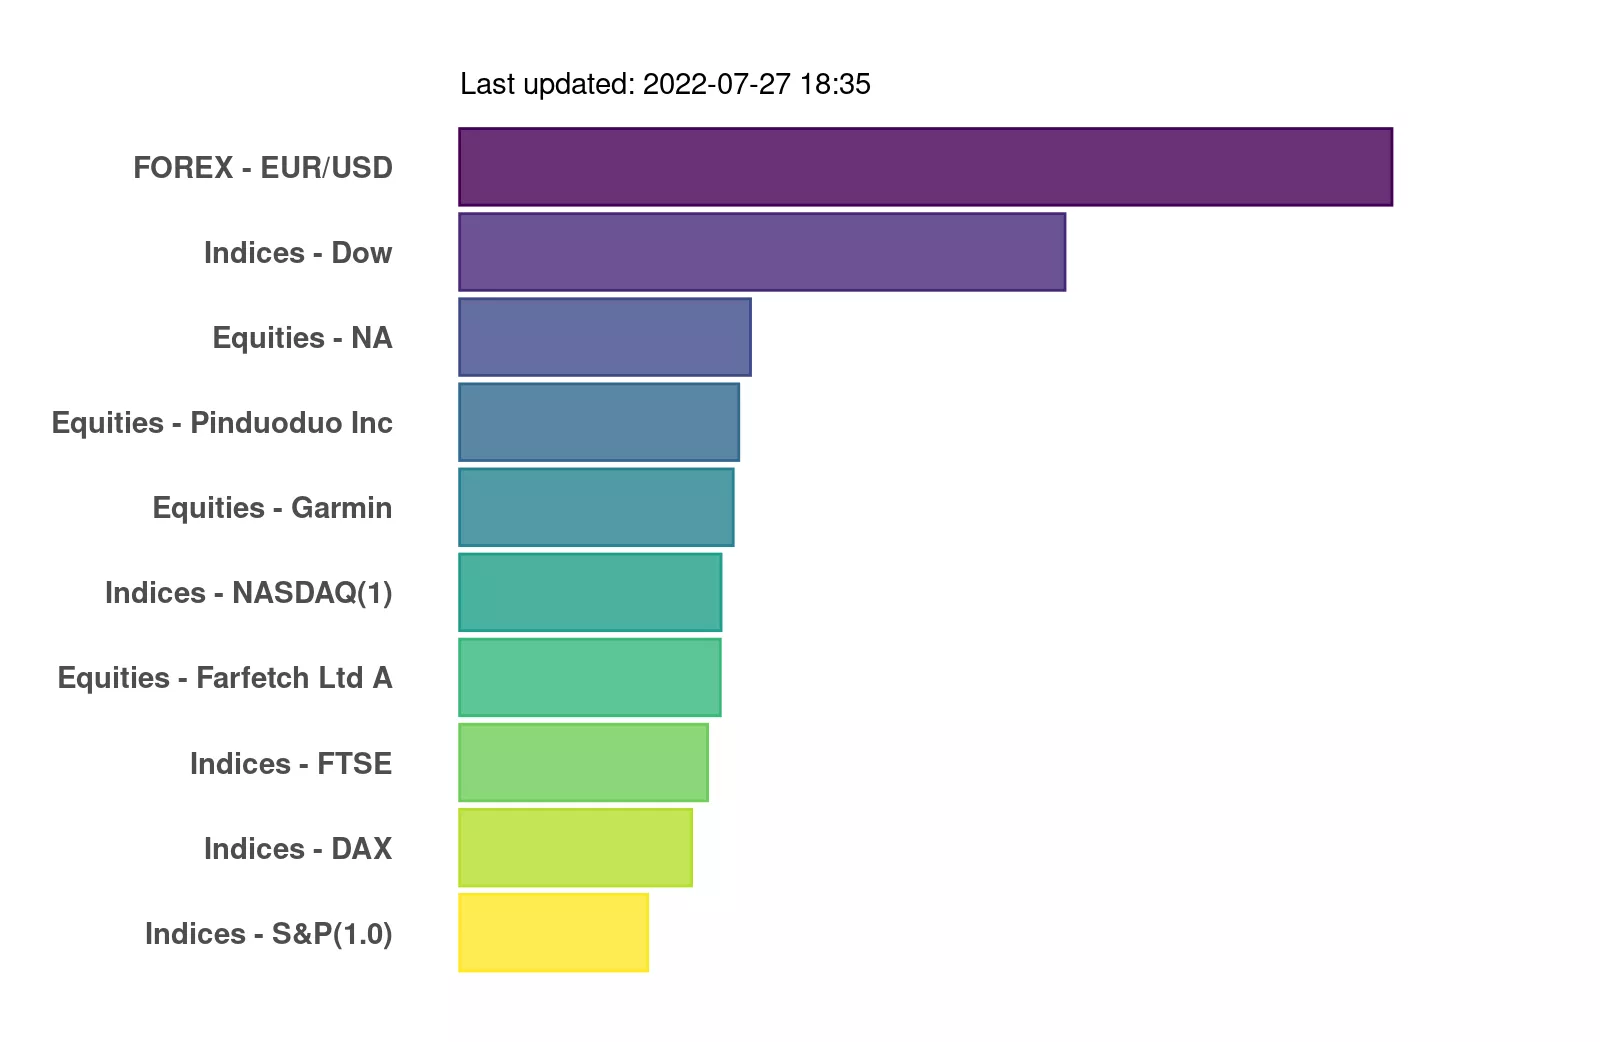 Last updated: 2022-07-27 18:35
FOREX - EUR/USD
Indices - Dow
Equities - NA
Equities - Pinduoduo Inc
Equities - Garmin
Indices - NASDAQ(1)
Equities - Farfetch Ltd A
Indices - FTSE
Indices - DAX
Indices - S&P(1.0)